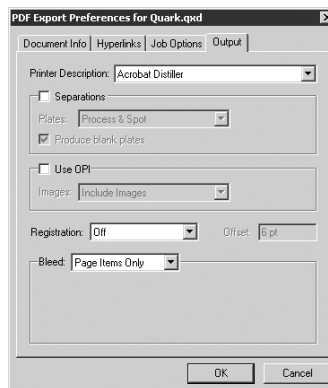 PDF Export Preferences for Quark.qxd
Document Info Hyperlinks Job Options Output
Printer Description: Acrobat Distiller
Separations
Plates: Process & Spot
Produce blank plates
Use OPI
Images: Include Images
Registration: Off Offset: 6 pt
Bleed: Page Items Only
OK Cancel